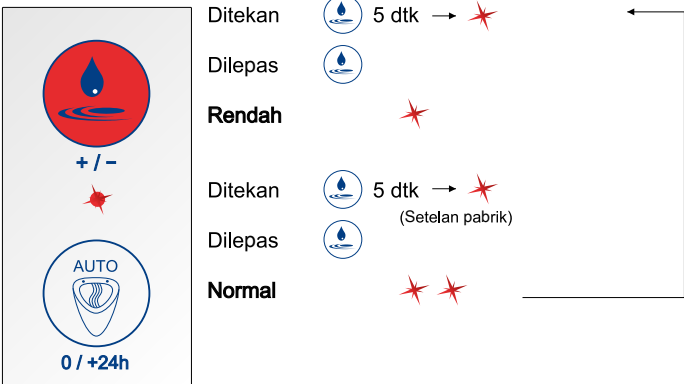 Ditekan 5 dtk
Dilepas
Rendah
+ / −
Ditekan 5 dtk
(Setelan pabrik)
Dilepas
AUTO
Normal
0 / +24h